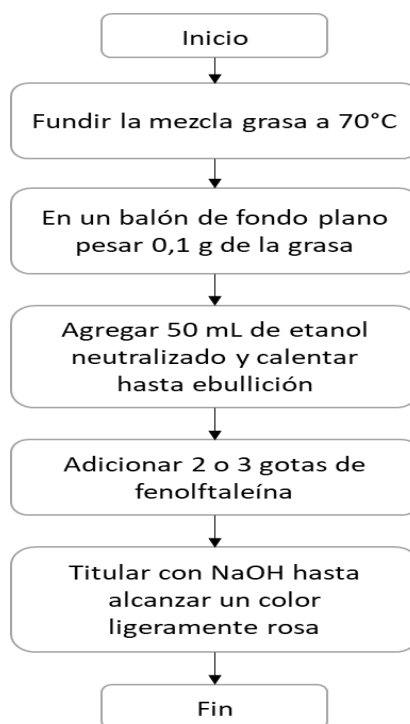 Inicio
Fundir la mezcla grasa a 70°C
En un balón de fondo plano
pesar 0,1 g de la grasa
Agregar 50 mL de etanol
neutralizado y calentar
hasta ebullición
Adicionar 2 o 3 gotas de
fenolftaleína
Titular con NaOH hasta
alcanzar un color
ligeramente rosa
Fin